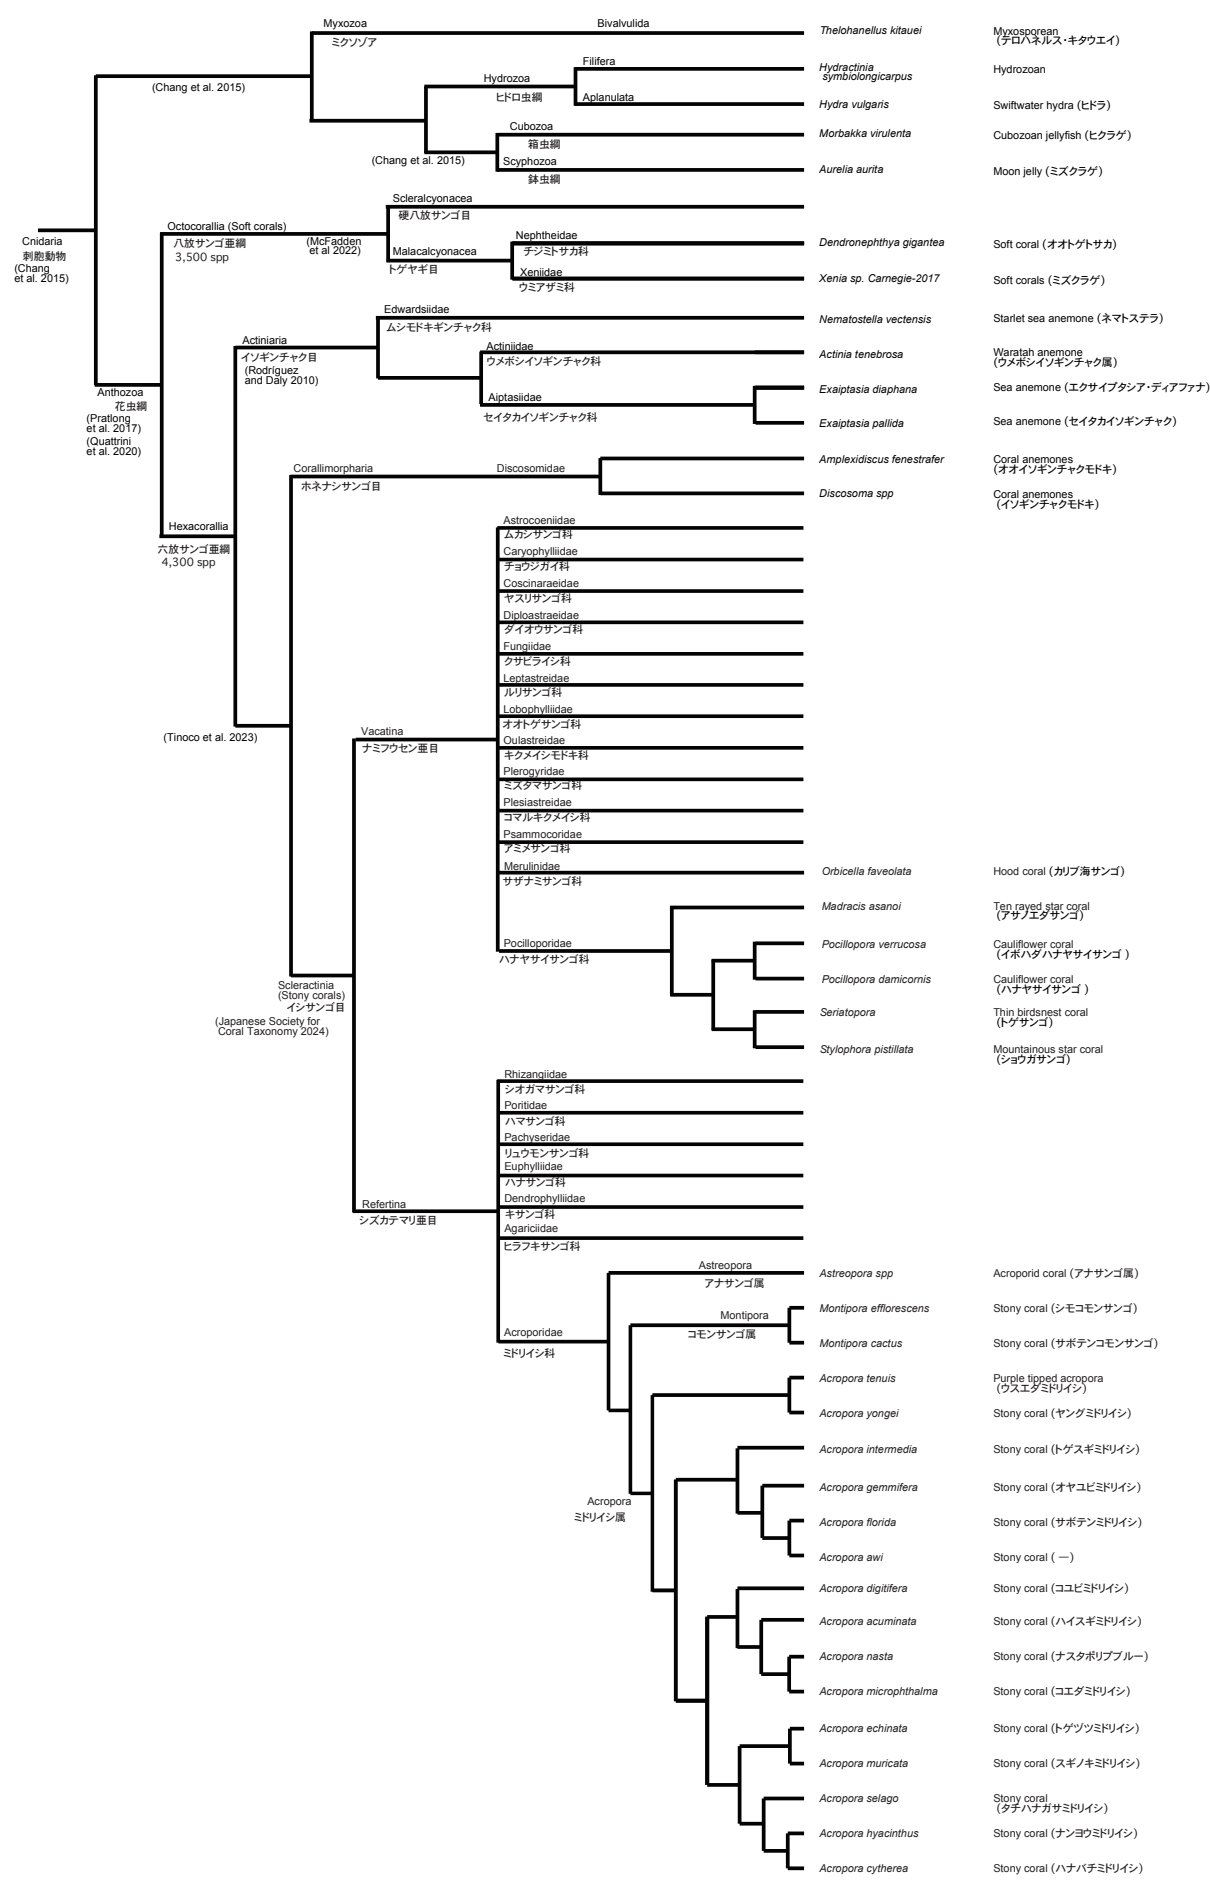 Myxozoa
ミクソゾア
Bivalvulida
Thelohanellus kitauei
Myxosporean
(テロハネルス・キタウエイ)
(Chang et al. 2015)
Hydrozoa
ヒドロ虫綱
Filifera
Hydractinia
symbiolongicarpus
Hydrozoan
Aplanulata
Hydra vulgaris
Swiftwater hydra (ヒドラ)
Cubozoa
箱虫綱
Morbakka virulenta
Cubozoan jellyfish (ヒクラゲ)
(Chang et al. 2015)
Scyphozoa
鉢虫綱
Aurelia aurita
Moon jelly (ミズクラゲ)
Cnidaria
刺胞動物
(Chang
et al. 2015)
Octocorallia (Soft corals)
八放サンゴ亜綱
3,500 spp
(McFadden
et al 2022)
Scleralcyonacea
硬八放サンゴ目
Malacalcyonacea
トゲヤギ目
Nephtheidae
チジミトサカ科
Dendronephthya gigantea
Soft coral (オオトゲトサカ)
Xeniidae
ウミアザミ科
Xenia sp. Carnegie-2017
Soft corals (ミズクラゲ)
Anthozoa
花虫綱
(Pratlong
et al. 2017)
(Quattrini
et al. 2020)
Actiniaria
イソギンチャク目
(Rodríguez
and Daly 2010)
Edwardsiidae
ムシモドキギンチャク科
Nematostella vectensis
Starlet sea anemone (ネマトステラ)
Actiniidae
ウメボシイソギンチャク科
Actinia tenebrosa
Waratah anemone
(ウメボシイソギンチャク属)
Aiptasiidae
セイタカイソギンチャク科
Exaiptasia diaphana
Sea anemone (エクサイプタシア・ディアファナ)
Exaiptasia pallida
Sea anemone (セイタカイソギンチャク)
Hexacorallia
六放サンゴ亜綱
4,300 spp
Corallimorpharia
ホネナシサンゴ目
Discosomidae
Amplexidiscus fenestrafer
Coral anemones
(オオイソギンチャクモドキ)
Discosoma spp
Coral anemones
(イソギンチャクモドキ)
(Tinoco et al. 2023)
Scleractinia
(Stony corals)
イシサンゴ目
(Japanese Society for
Coral Taxonomy 2024)
Vacatina
ナミフウセン亜目
Astrocoeniidae
ムカシサンゴ科
Caryophylliidae
チョウジガイ科
Coscinaraeidae
ヤスリサンゴ科
Diploastraeidae
ダイオウサンゴ科
Fungiidae
クサビライシ科
Leptastreidae
ルリサンゴ科
Lobophylliidae
オオトゲサンゴ科
Oulastreidae
キクメイシモドキ科
Plerogyridae
ミズタマサンゴ科
Plesiastreidae
コマルキクメイシ科
Psammocoridae
アミメサンゴ科
Merulinidae
サザナミサンゴ科
Orbicella faveolata
Hood coral (カリブ海サンゴ)
Pocilloporidae
ハナヤサイサンゴ科
Madracis asanoi
Ten rayed star coral
(アサノエダサンゴ)
Pocillopora verrucosa
Cauliflower coral
(イボハダハナヤサイサンゴ )
Pocillopora damicornis
Cauliflower coral
(ハナヤサイサンゴ )
Seriatopora
Thin birdsnest coral
(トゲサンゴ)
Stylophora pistillata
Mountainous star coral
(ショウガサンゴ)
Refertina
シズカテマリ亜目
Rhizangiidae
シオガマサンゴ科
Poritidae
ハマサンゴ科
Pachyseridae
リュウモンサンゴ科
Euphylliidae
ハナサンゴ科
Dendrophylliidae
キサンゴ科
Agariciidae
ヒラフキサンゴ科
Acroporidae
ミドリイシ科
Astreopora
アナサンゴ属
Astreopora spp
Acroporid coral (アナサンゴ属)
Montipora
コモンサンゴ属
Montipora efflorescens
Stony coral (シモコモンサンゴ)
Montipora cactus
Stony coral (サボテンコモンサンゴ)
Acropora
ミドリイシ属
Acropora tenuis
Purple tipped acropora
(ウスエダミドリイシ)
Acropora yongei
Stony coral (ヤングミドリイシ)
Acropora intermedia
Stony coral (トゲスギミドリイシ)
Acropora gemmifera
Stony coral (オヤユビミドリイシ)
Acropora florida
Stony coral (サボテンミドリイシ)
Acropora awi
Stony coral ( ー)
Acropora digitifera
Stony coral (コユビミドリイシ)
Acropora acuminata
Stony coral (ハイスギミドリイシ)
Acropora nasta
Stony coral (ナスタポリプブルー)
Acropora microphthalma
Stony coral (コエダミドリイシ)
Acropora echinata
Stony coral (トゲヅツミドリイシ)
Acropora muricata
Stony coral (スギノキミドリイシ)
Acropora selago
Stony coral
(タチハナガサミドリイシ)
Acropora hyacinthus
Stony coral (ナンヨウミドリイシ)
Acropora cytherea
Stony coral (ハナバチミドリイシ)